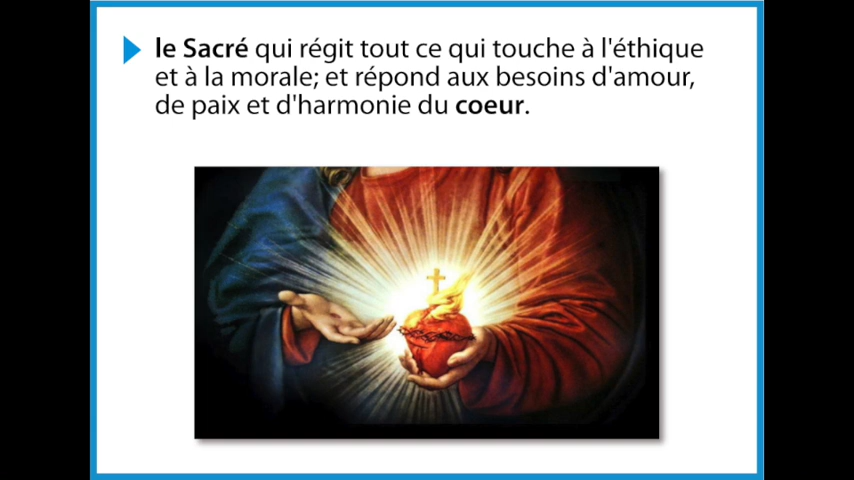 le Sacré qui régit tout ce qui touche à l'éthique
et à la morale; et répond aux besoins d'amour,
de paix et d'harmonie du coeur.